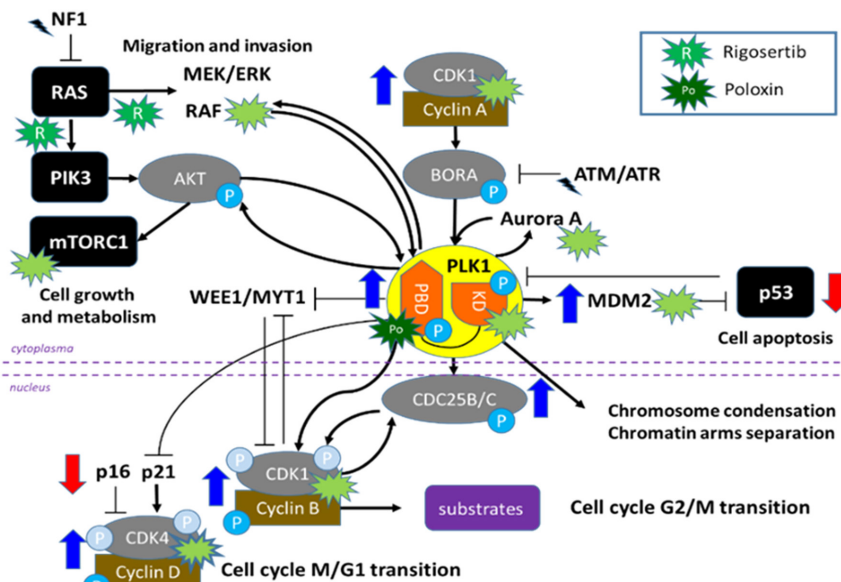 NF1
Migration and invasion
MEK/ERK
RAF
RAS
R
R
PIK3
AKT
P
mTORC1
Cell growth
and metabolism
CDK1
Cyclin A
BORA
P
ATM/ATR
Aurora A
R
Rigosertib
Po
Poloxin
PLK1
PBD
KD
P
P
Po
WEE1/MYT1
MDM2
p53
Cell apoptosis
cytoplasma
nucleus
CDC25B/C
P
Chromosome condensation
Chromatin arms separation
p16
p21
P
P
CDK1
Cyclin B
P
substrates
Cell cycle G2/M transition
P
P
CDK4
Cyclin D
P
Cell cycle M/G1 transition